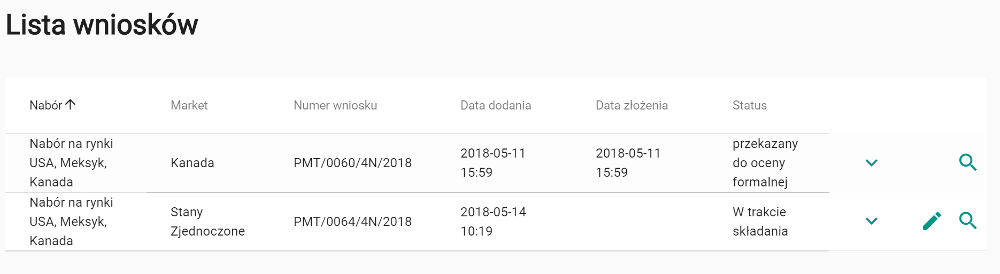 Lista wniosków
Nabór Market Numer wniosku Data dodania Data złożenia Status
Nabór na rynki
USA, Meksyk,
Kanada
Kanada
PMT/0060/4N/2018
2018-05-11
15:59
2018-05-11
15:59
przekazany
do oceny
formalnej
Nabór na rynki
USA, Meksyk,
Kanada
Stany
Zjednoczone
PMT/0064/4N/2018
2018-05-14
10:19
W trakcie
składania